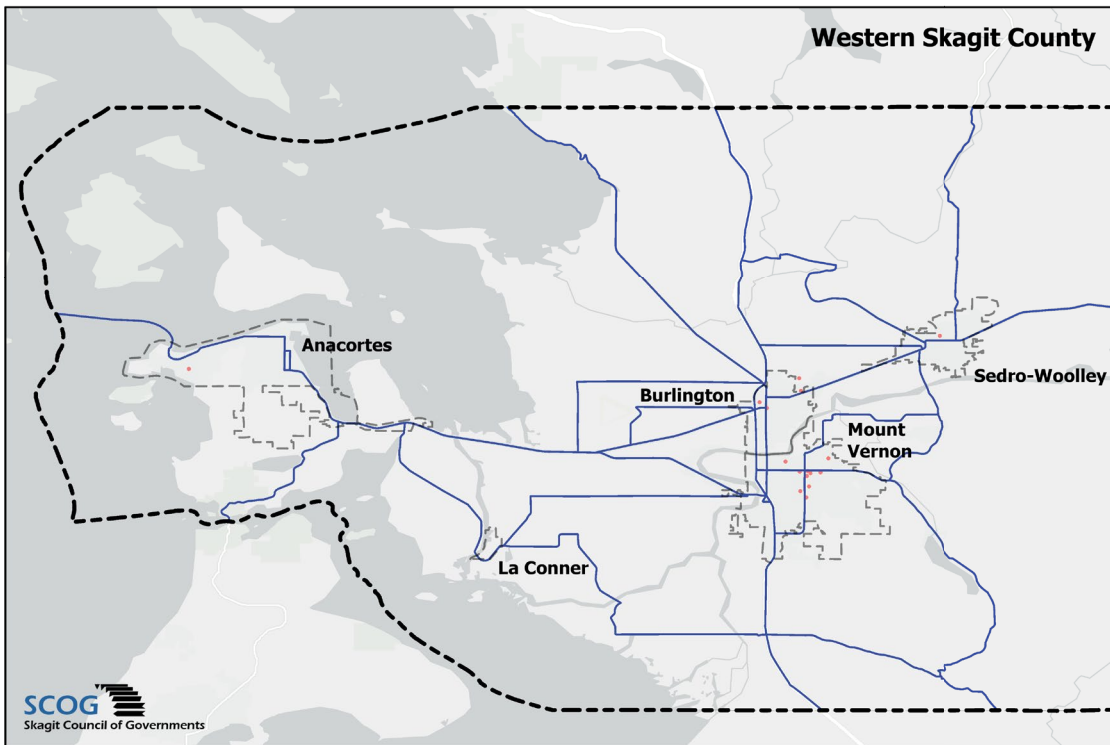 Western Skagit County
Anacortes
Burlington
Sedro-Woolley
Mount
Vernon
La Conner
SCOG
Skagit Council of Governments